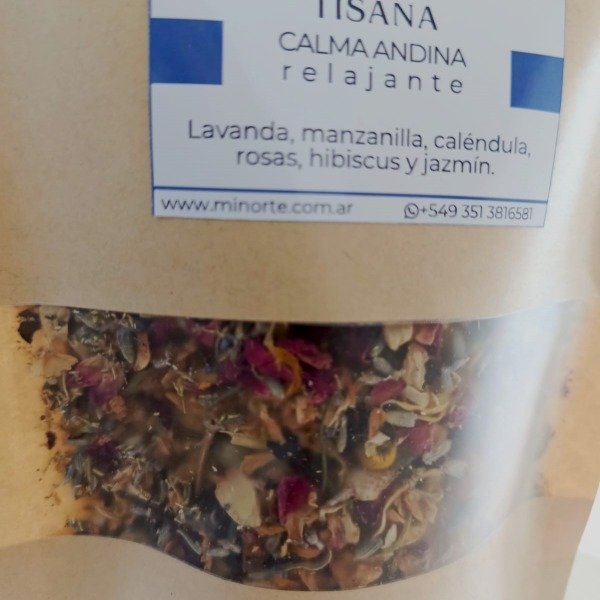 TISANA
CALMA ANDINA
relajante
Lavanda, manzanilla, caléndula,
rosas, hibiscus y jazmín.
www.minorte.com.ar +549 351 3816581